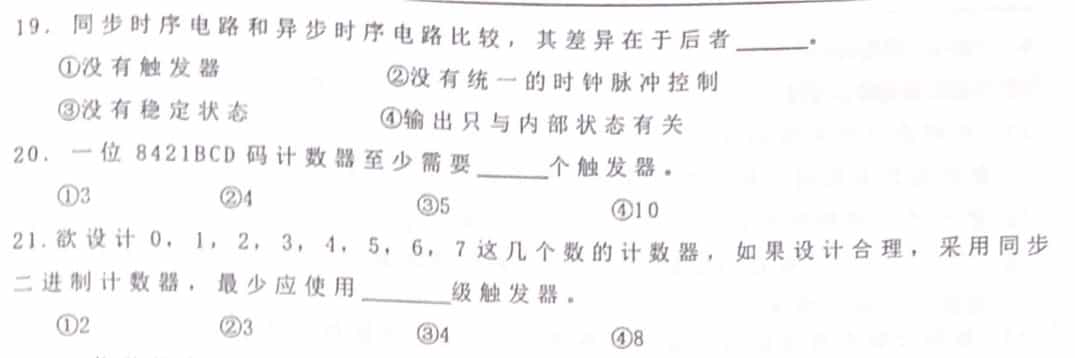 19. 同步时序电路和异步时序电路比较，其差异在于后者______。
①没有触发器 ②没有统一的时钟脉冲控制
③没有稳定状态 ④输出只与内部状态有关
20. 一位 8421BCD 码计数器至少需要______个触发器。
①3 ②4 ③5 ④10
21.欲设计 0，1，2，3，4，5，6，7这几个数的计数器，如果设计合理，采用同步
二进制计数器，最少应使用______级触发器。
①2 ②3 ③4 ④8